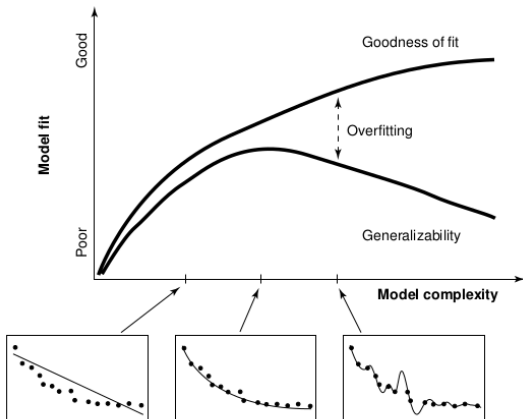 Good
Goodness of fit
Model fit
Overfitting
Poor
Generalizability
Model complexity